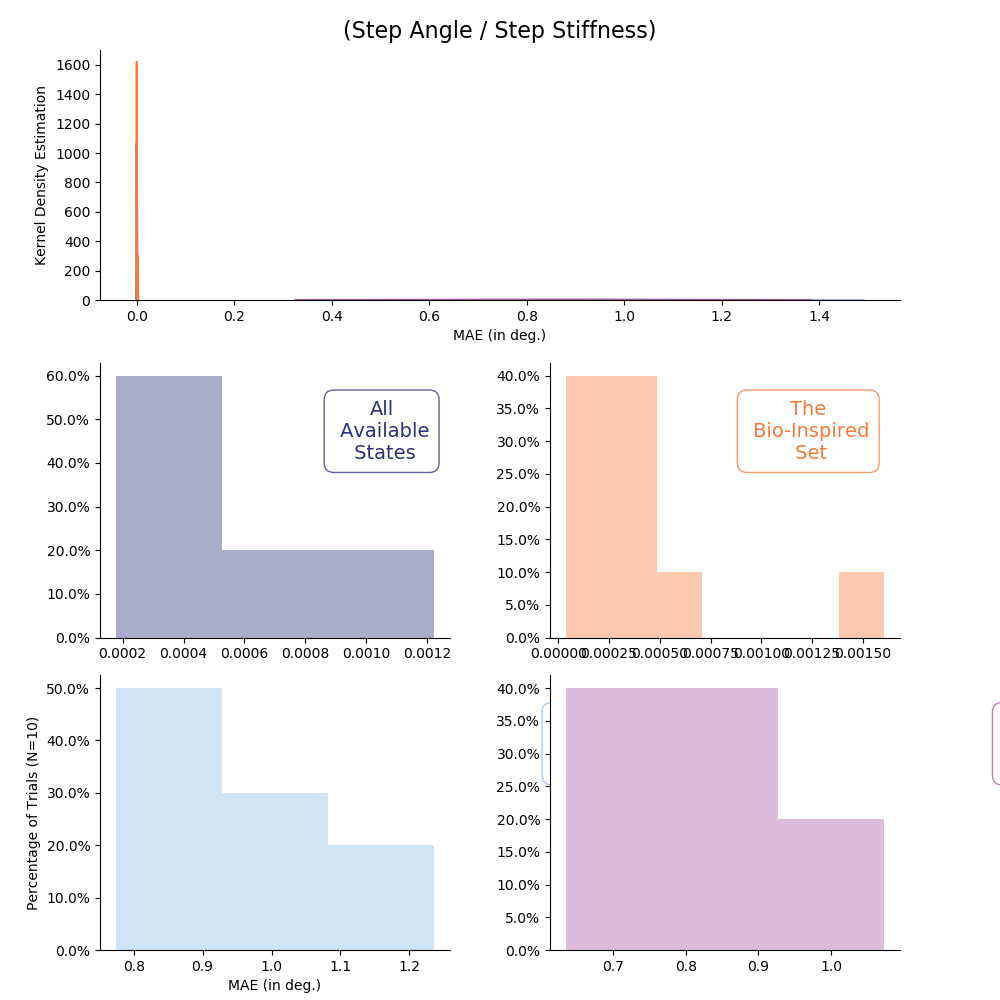 (Step Angle / Step Stiffness)
Kernel Density Estimation
1600
1400
1200
1000
800
600
400
200
0
0.0 0.2 0.4 0.6 0.8 1.0 1.2 1.4
MAE (in deg.)
60.0%
50.0%
40.0%
30.0%
20.0%
10.0%
0.0%
All
Available
States
0.0002 0.0004 0.0006 0.0008 0.0010 0.0012
40.0%
35.0%
30.0%
25.0%
20.0%
15.0%
10.0%
5.0%
0.0%
The
Bio-Inspired
Set
0.00000 0.00025 0.00050 0.00075 0.00100 0.00125 0.00150
Percentage of Trials (N=10)
50.0%
40.0%
30.0%
20.0%
10.0%
0.0%
0.8 0.9 1.0 1.1 1.2
MAE (in deg.)
40.0%
35.0%
30.0%
25.0%
20.0%
15.0%
10.0%
5.0%
0.0%
0.7 0.8 0.9 1.0